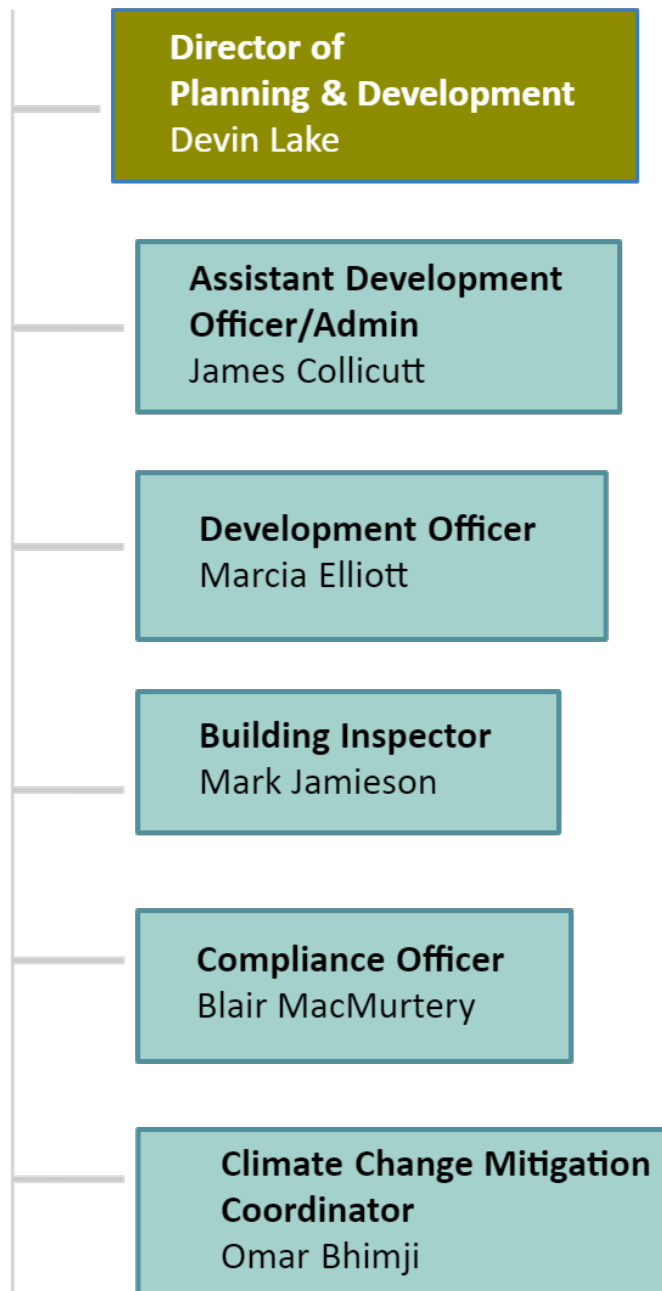 Director of
Planning & Development
Devin Lake
Assistant Development
Officer/Admin
James Collicutt
Development Officer
Marcia Elliott
Building Inspector
Mark Jamieson
Compliance Officer
Blair MacMurtery
Climate Change Mitigation
Coordinator
Omar Bhimji